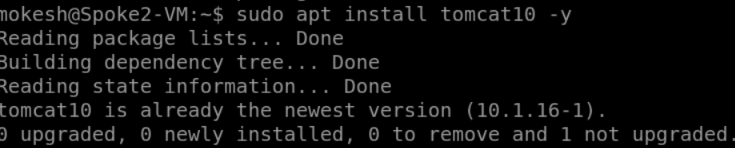 mokesh@Spoke2-VM:~$ sudo apt install tomcat10 -y
Reading package lists... Done
Building dependency tree... Done
Reading state information... Done
tomcat10 is already the newest version (10.1.16-1).
0 upgraded, 0 newly installed, 0 to remove and 1 not upgraded.